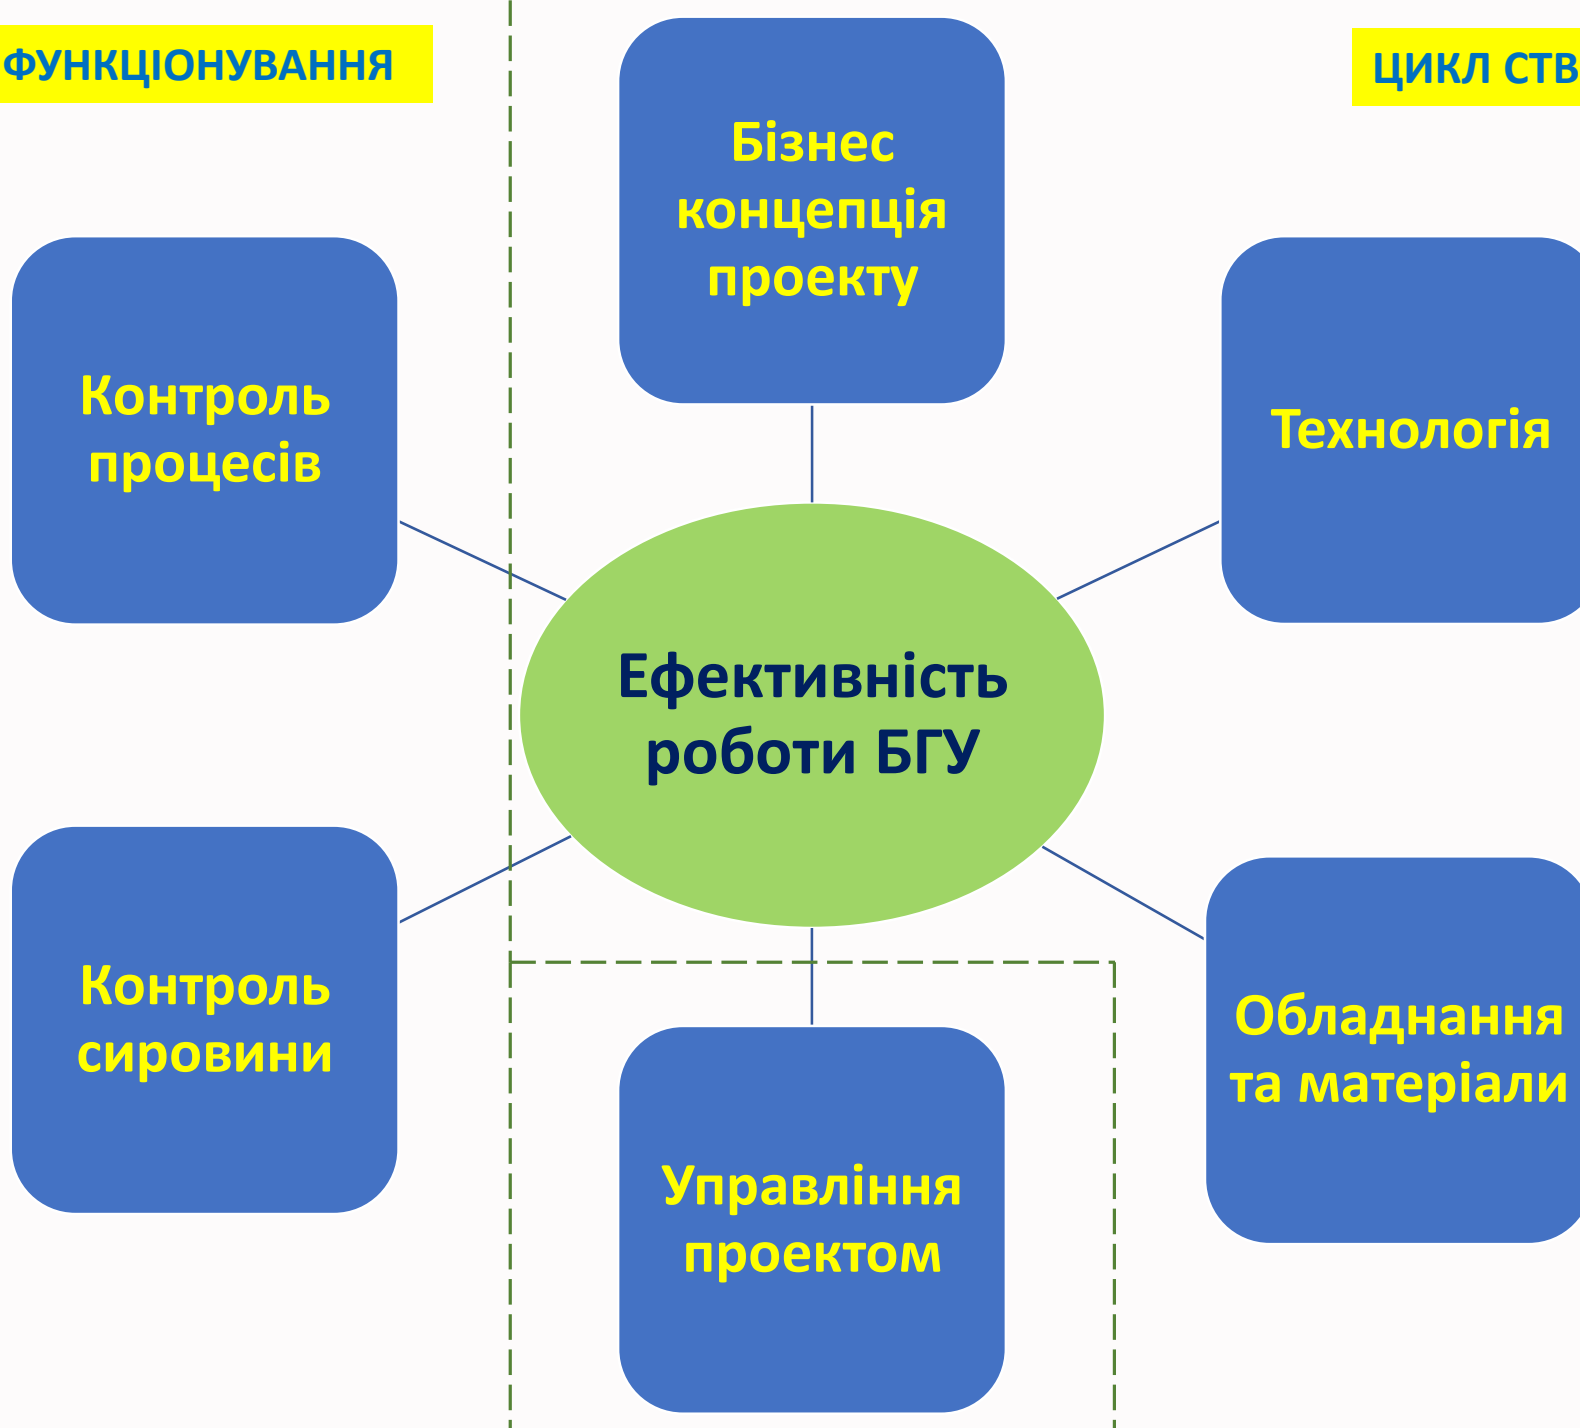 ФУНКЦІОНУВАННЯ
ЦИКЛ СТВ
Бізнес
концепція
проекту
Контроль
процесів
Технологія
Ефективність
роботи БГУ
Контроль
сировини
Обладнання
та матеріали
Управління
проектом